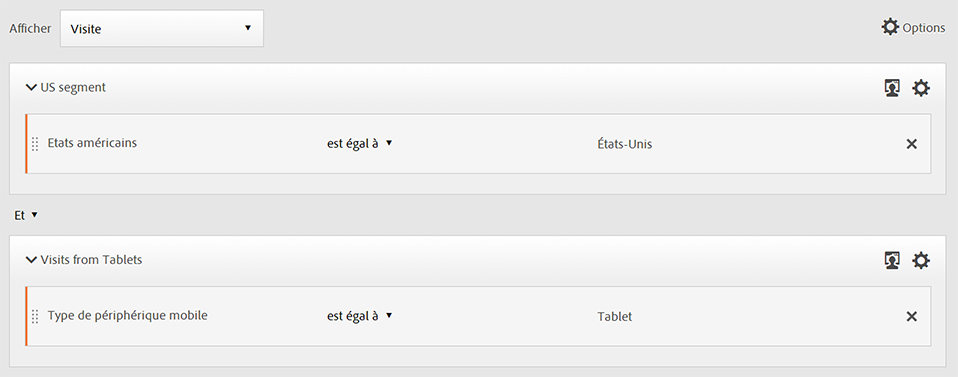 Afficher Visite Options
US segment
Etats américains est égal à États-Unis
Et
Visits from Tablets
Type de périphérique mobile est égal à Tablet